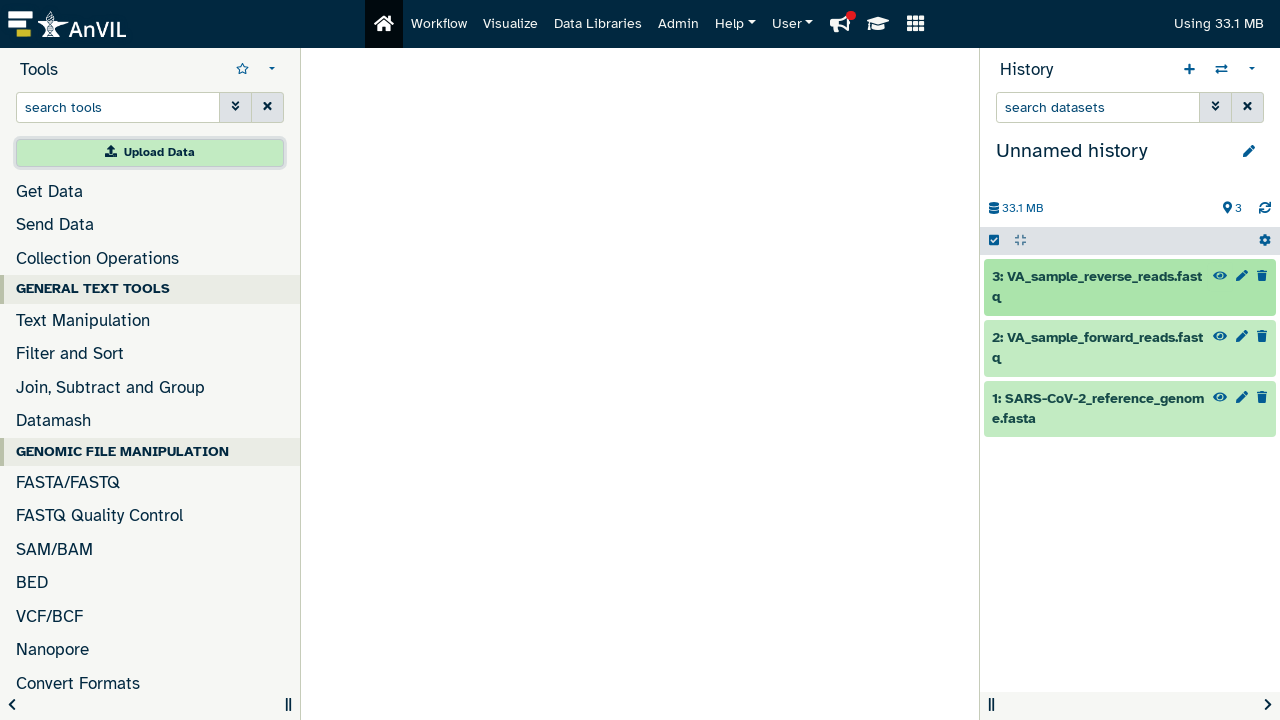 AnVIL
Workflow
Visualize
Data Libraries
Admin
Help
User
Using 33.1 MB
Tools
search tools
Upload Data
Get Data
Send Data
Collection Operations
GENERAL TEXT TOOLS
Text Manipulation
Filter and Sort
Join, Subtract and Group
Datamash
GENOMIC FILE MANIPULATION
FASTA/FASTQ
FASTQ Quality Control
SAM/BAM
BED
VCF/BCF
Nanopore
Convert Formats
History
search datasets
Unnamed history
33.1 MB
3
3: VA_sample_reverse_reads.fast
q
2: VA_sample_forward_reads.fast
q
1: SARS-CoV-2_reference_genom
e.fasta